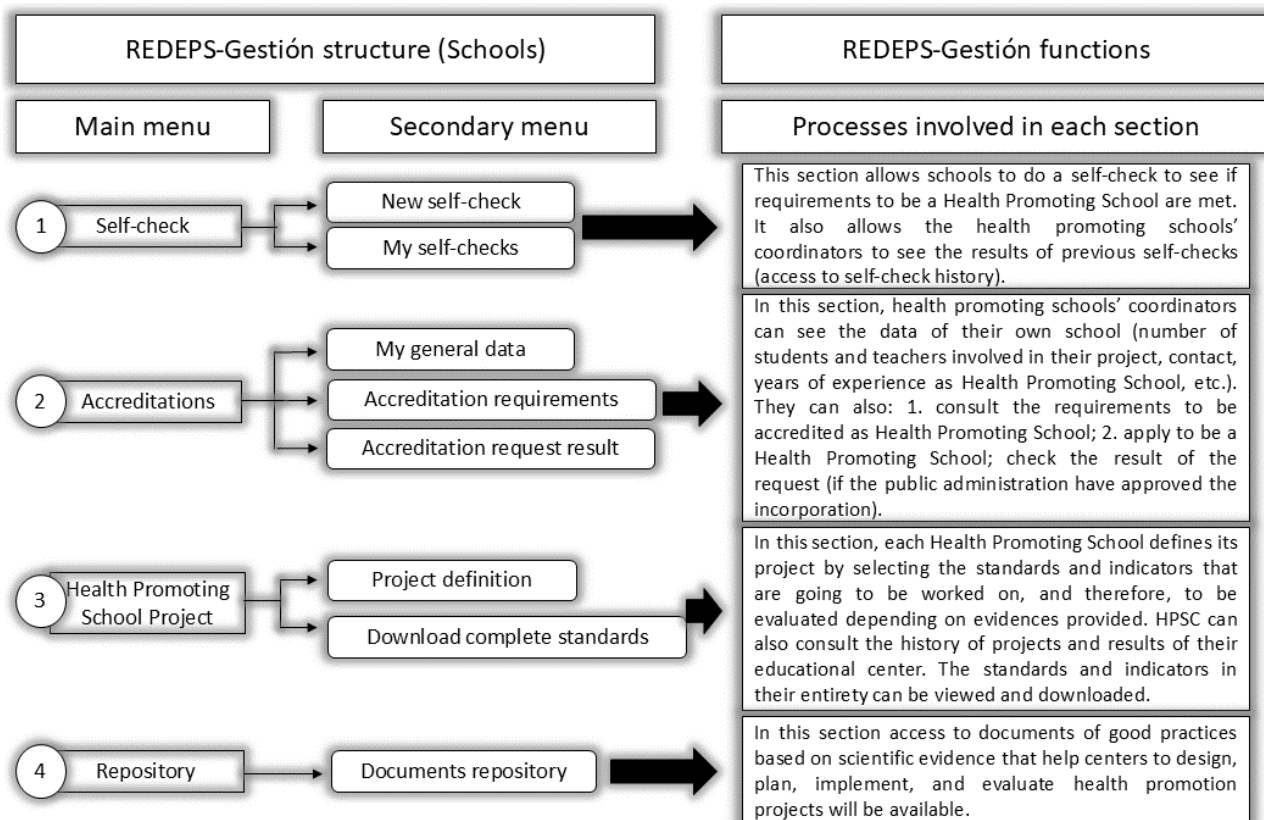 REDEPS-Gestión structure (Schools)
REDEPS-Gestión functions
Main menu
Secondary menu
Processes involved in each section
1
Self-check
New self-check
My self-checks
This section allows schools to do a self-check to see if
requirements to be a Health Promoting School are met.
It also allows the health promoting schools’
coordinators to see the results of previous self-checks
(access to self-check history).
2
Accreditations
My general data
Accreditation requirements
Accreditation request result
In this section, health promoting schools’ coordinators
can see the data of their own school (number of
students and teachers involved in their project, contact,
years of experience as Health Promoting School, etc.).
They can also: 1. consult the requirements to be
accredited as Health Promoting School; 2. apply to be a
Health Promoting School; check the result of the
request (if the public administration have approved the
incorporation).
3
Health Promoting
School Project
Project definition
Download complete standards
In this section, each Health Promoting School defines its
project by selecting the standards and indicators that
are going to be worked on, and therefore, to be
evaluated depending on evidences provided. HPSC can
also consult the history of projects and results of their
educational center. The standards and indicators in
their entirety can be viewed and downloaded.
4
Repository
Documents repository
In this section access to documents of good practices
based on scientific evidence that help centers to design,
plan, implement, and evaluate health promotion
projects will be available.